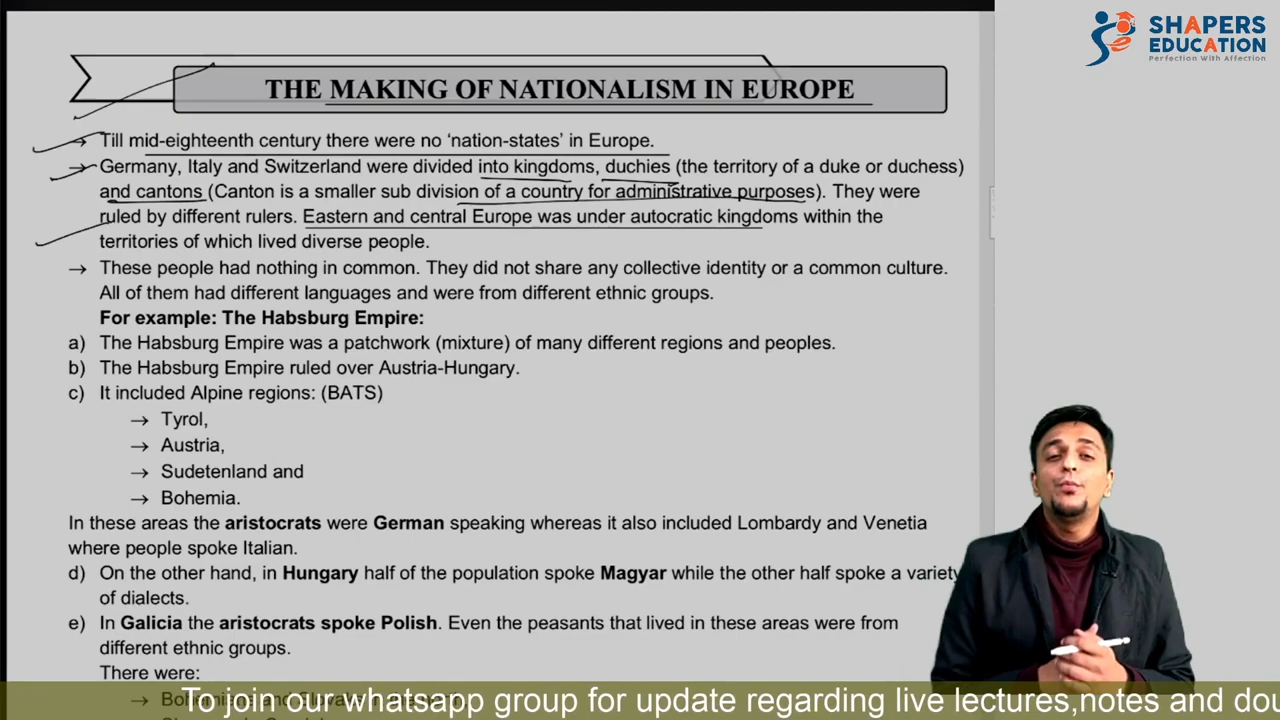 SHAPERS
EDUCATION
Perfection With Affection
THE MAKING OF NATIONALISM IN EUROPE
→ Till mid-eighteenth century there were no ‘nation-states’ in Europe.
→ Germany, Italy and Switzerland were divided into kingdoms, duchies (the territory of a duke or duchess)
and cantons (Canton is a smaller sub division of a country for administrative purposes). They were
ruled by different rulers. Eastern and central Europe was under autocratic kingdoms within the
territories of which lived diverse people.
→ These people had nothing in common. They did not share any collective identity or a common culture.
All of them had different languages and were from different ethnic groups.
For example: The Habsburg Empire:
a) The Habsburg Empire was a patchwork (mixture) of many different regions and peoples.
b) The Habsburg Empire ruled over Austria-Hungary.
c) It included Alpine regions: (BATS)
→ Tyrol,
→ Austria,
→ Sudetenland and
→ Bohemia.
In these areas the aristocrats were German speaking whereas it also included Lombardy and Venetia
where people spoke Italian.
d) On the other hand, in Hungary half of the population spoke Magyar while the other half spoke a variety
of dialects.
e) In Galicia the aristocrats spoke Polish. Even the peasants that lived in these areas were from
different ethnic groups.
There were:
To join our whatsapp group for update regarding live lectures,notes and dou